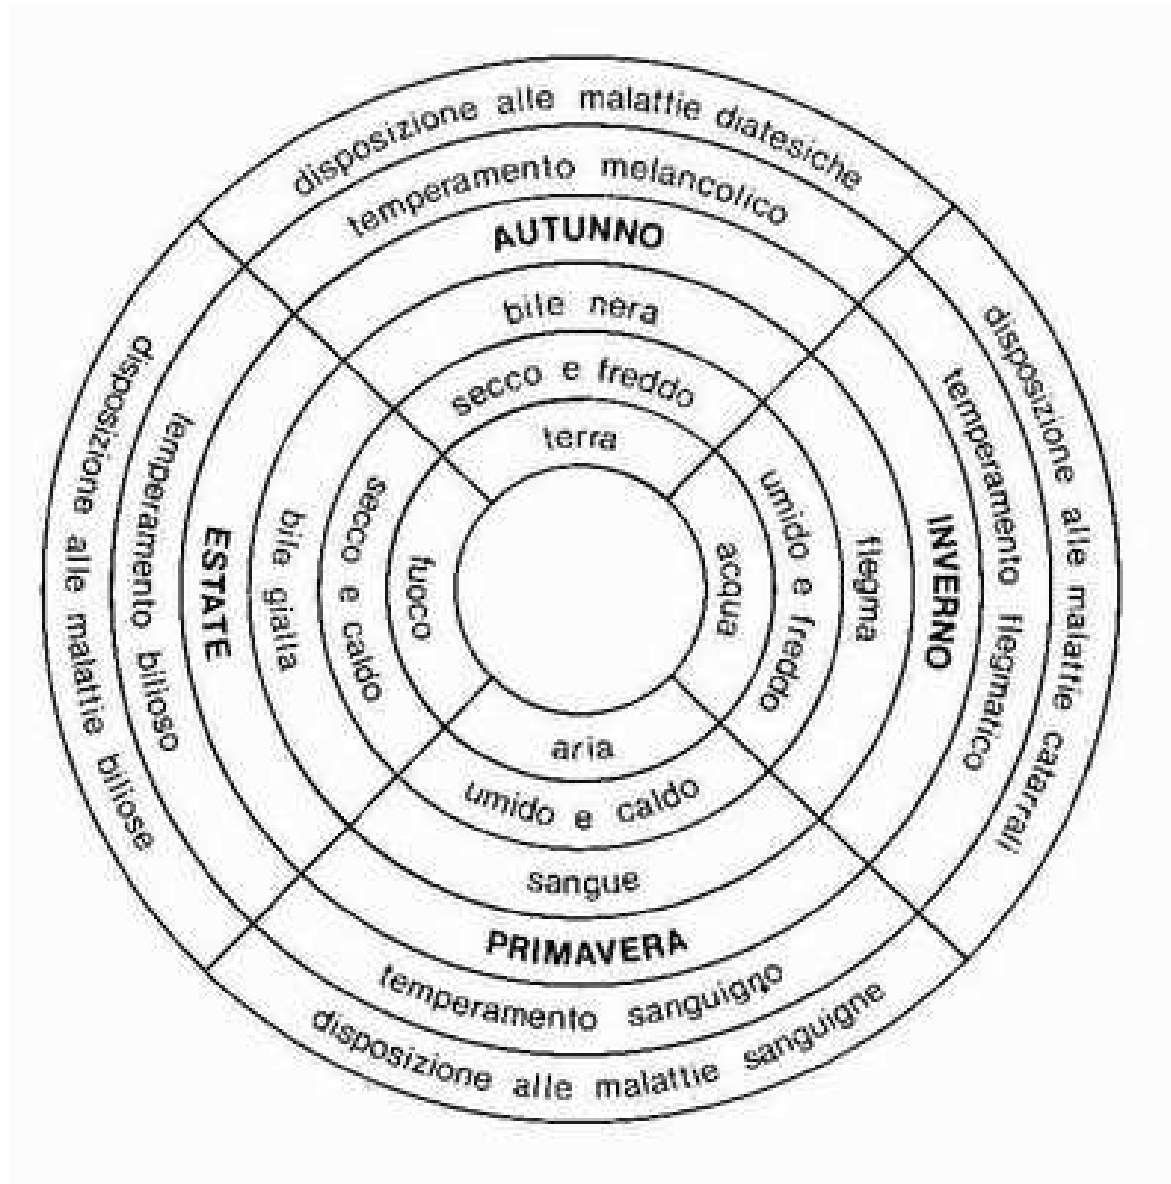 disposizione alle malattie diatesiche
temperamento melancolico
AUTUNNO
bile nera
secco e freddo
terra
disposizione alle malattie catarrali
temperamento flegmatico
INVERNO
flegma
umido e freddo
acqua
disposizione alle malattie biliose
temperamento bilioso
ESTATE
bile gialla
secco e caldo
fuoco
aria
umido e caldo
sangue
PRIMAVERA
temperamento sanguigno
disposizione alle malattie sanguigne